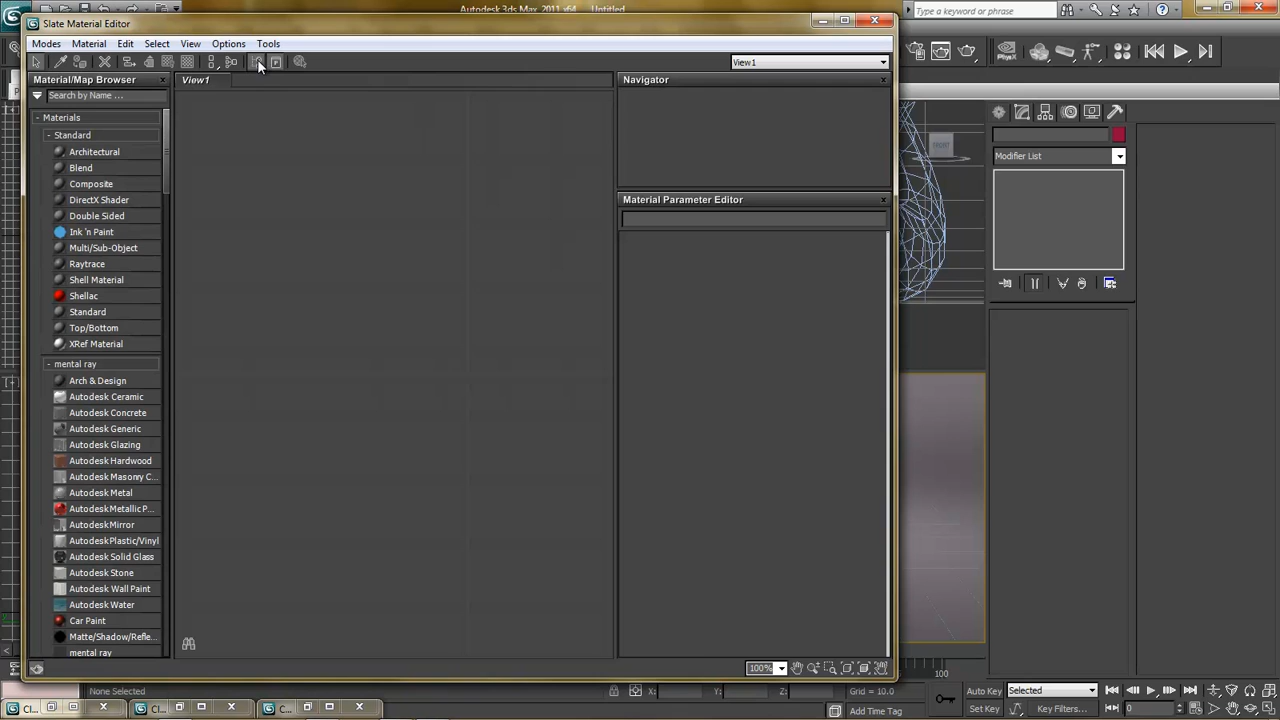 Autodesk 3ds Max 2011 x64 Untitled
Type a keyword or phrase
Slate Material Editor
Modes Material Edit Select View Options Tools
View1
Material/Map Browser
View1
Navigator
Search by Name ...
- Materials
- Standard
Architectural
Blend
Composite
DirectX Shader
Double Sided
Ink 'n Paint
Multi/Sub-Object
Raytrace
Shell Material
Shellac
Standard
Top/Bottom
XRef Material
- mental ray
Arch & Design
Autodesk Ceramic
Autodesk Concrete
Autodesk Generic
Autodesk Glazing
Autodesk Hardwood
Autodesk Masonry C...
Autodesk Metal
Autodesk Metallic P...
Autodesk Mirror
Autodesk Plastic/Vinyl
Autodesk Solid Glass
Autodesk Stone
Autodesk Wall Paint
Autodesk Water
Car Paint
Matte/Shadow/Refle...
mental ray
Material Parameter Editor
PhysX
Modifier List
100%
100
None Selected
X: Y: Z: Grid = 10.0
Auto Key Selected
Add Time Tag
Set Key Key Filters...
0
Cl... Cl... C...